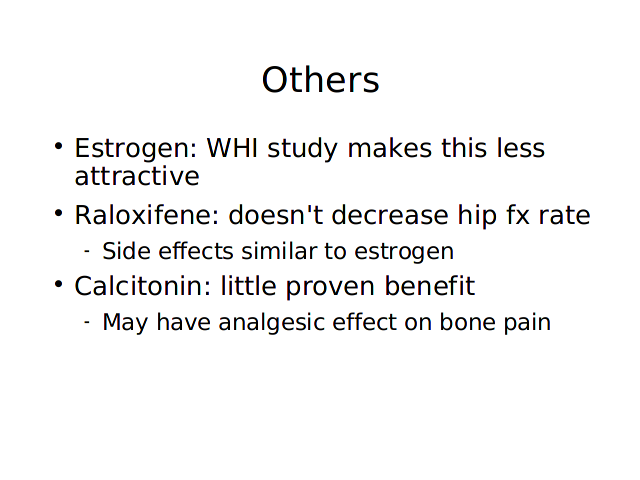 Others
• Estrogen: WHI study makes this less
attractive
• Raloxifene: doesn't decrease hip fx rate
- Side effects similar to estrogen
• Calcitonin: little proven benefit
- May have analgesic effect on bone pain